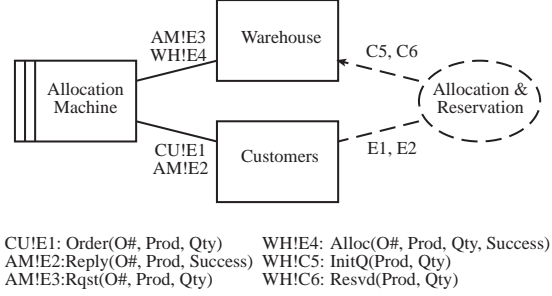 AM!E3
WH!E4
Warehouse
C5, C6
Allocation
Machine
Allocation &
Reservation
CU!E1
AM!E2
Customers
E1, E2
CU!E1: Order(O#, Prod, Qty)
AM!E2:Reply(O#, Prod, Success)
AM!E3:Rqst(O#, Prod, Qty)
WH!E4: Alloc(O#, Prod, Qty, Success)
WH!C5: InitQ(Prod, Qty)
WH!C6: Resvd(Prod, Qty)